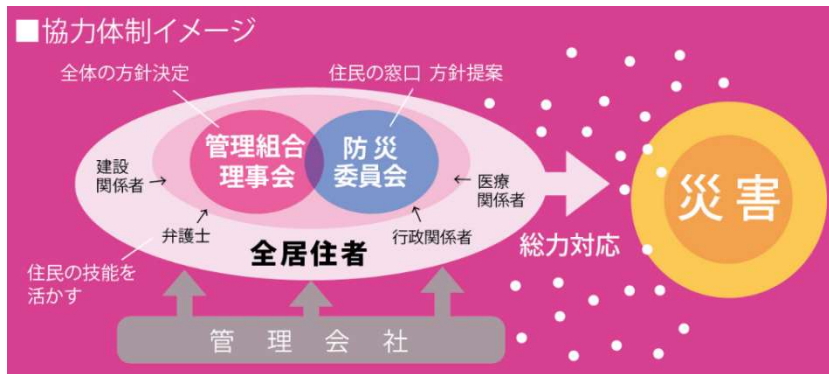 ■協力体制イメージ
全体の方針決定
住民の窓口 方針提案
管理組合
理事会
防災
委員会
建設
関係者→
←医療
関係者
↑
弁護士
↑
行政関係者
全居住者
住民の技能を
活かす
総力対応
災害
管理会社